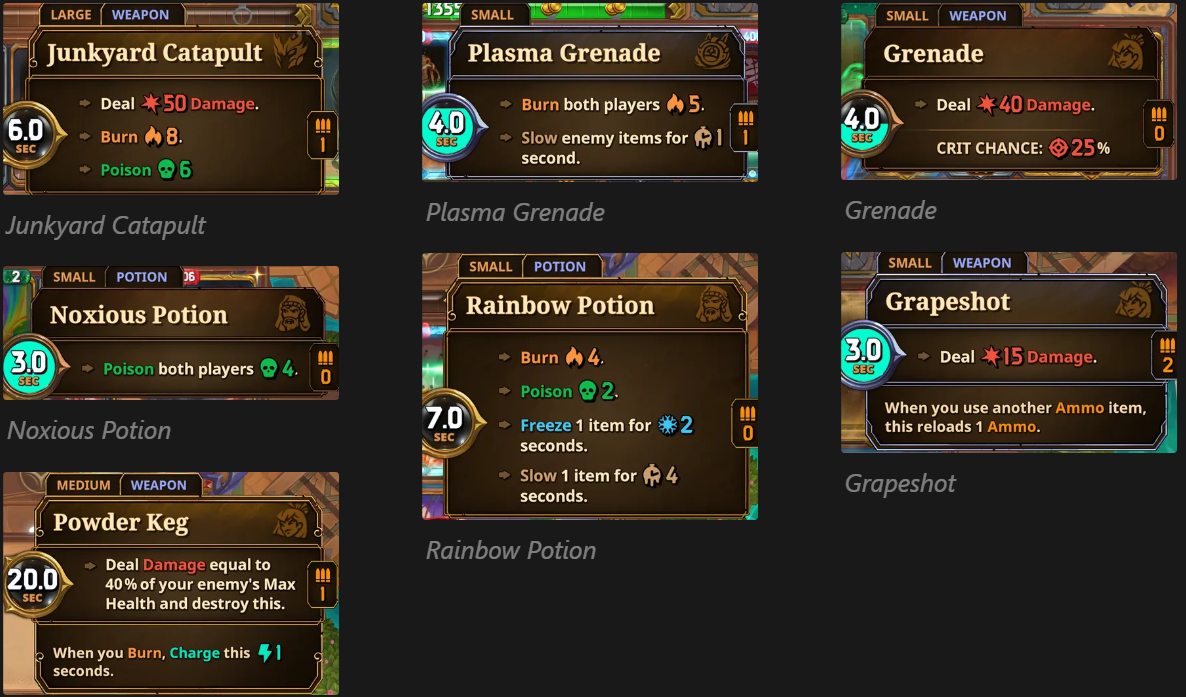 LARGE WEAPON
Junkyard Catapult
6.0
SEC
Deal 50 Damage.
Burn 8.
Poison 6
1
Junkyard Catapult
1355
SMALL
Plasma Grenade
4.0
SEC
Burn both players 5.
Slow enemy items for 1
second.
1
40
Plasma Grenade
SMALL WEAPON
Grenade
4.0
SEC
Deal 40 Damage.
CRIT CHANCE: 25%
0
Grenade
2
SMALL POTION
06
Noxious Potion
3.0
SEC
Poison both players 4.
0
Noxious Potion
SMALL POTION
Rainbow Potion
7.0
SEC
Burn 4.
Poison 2.
Freeze 1 item for 2
seconds.
Slow 1 item for 4
seconds.
0
Rainbow Potion
SMALL WEAPON
Grapeshot
3.0
SEC
Deal 15 Damage.
2
When you use another Ammo item,
this reloads 1 Ammo.
Grapeshot
MEDIUM WEAPON
Powder Keg
20.0
SEC
Deal Damage equal to
40% of your enemy's Max
Health and destroy this.
1
When you Burn, Charge this 1
seconds.